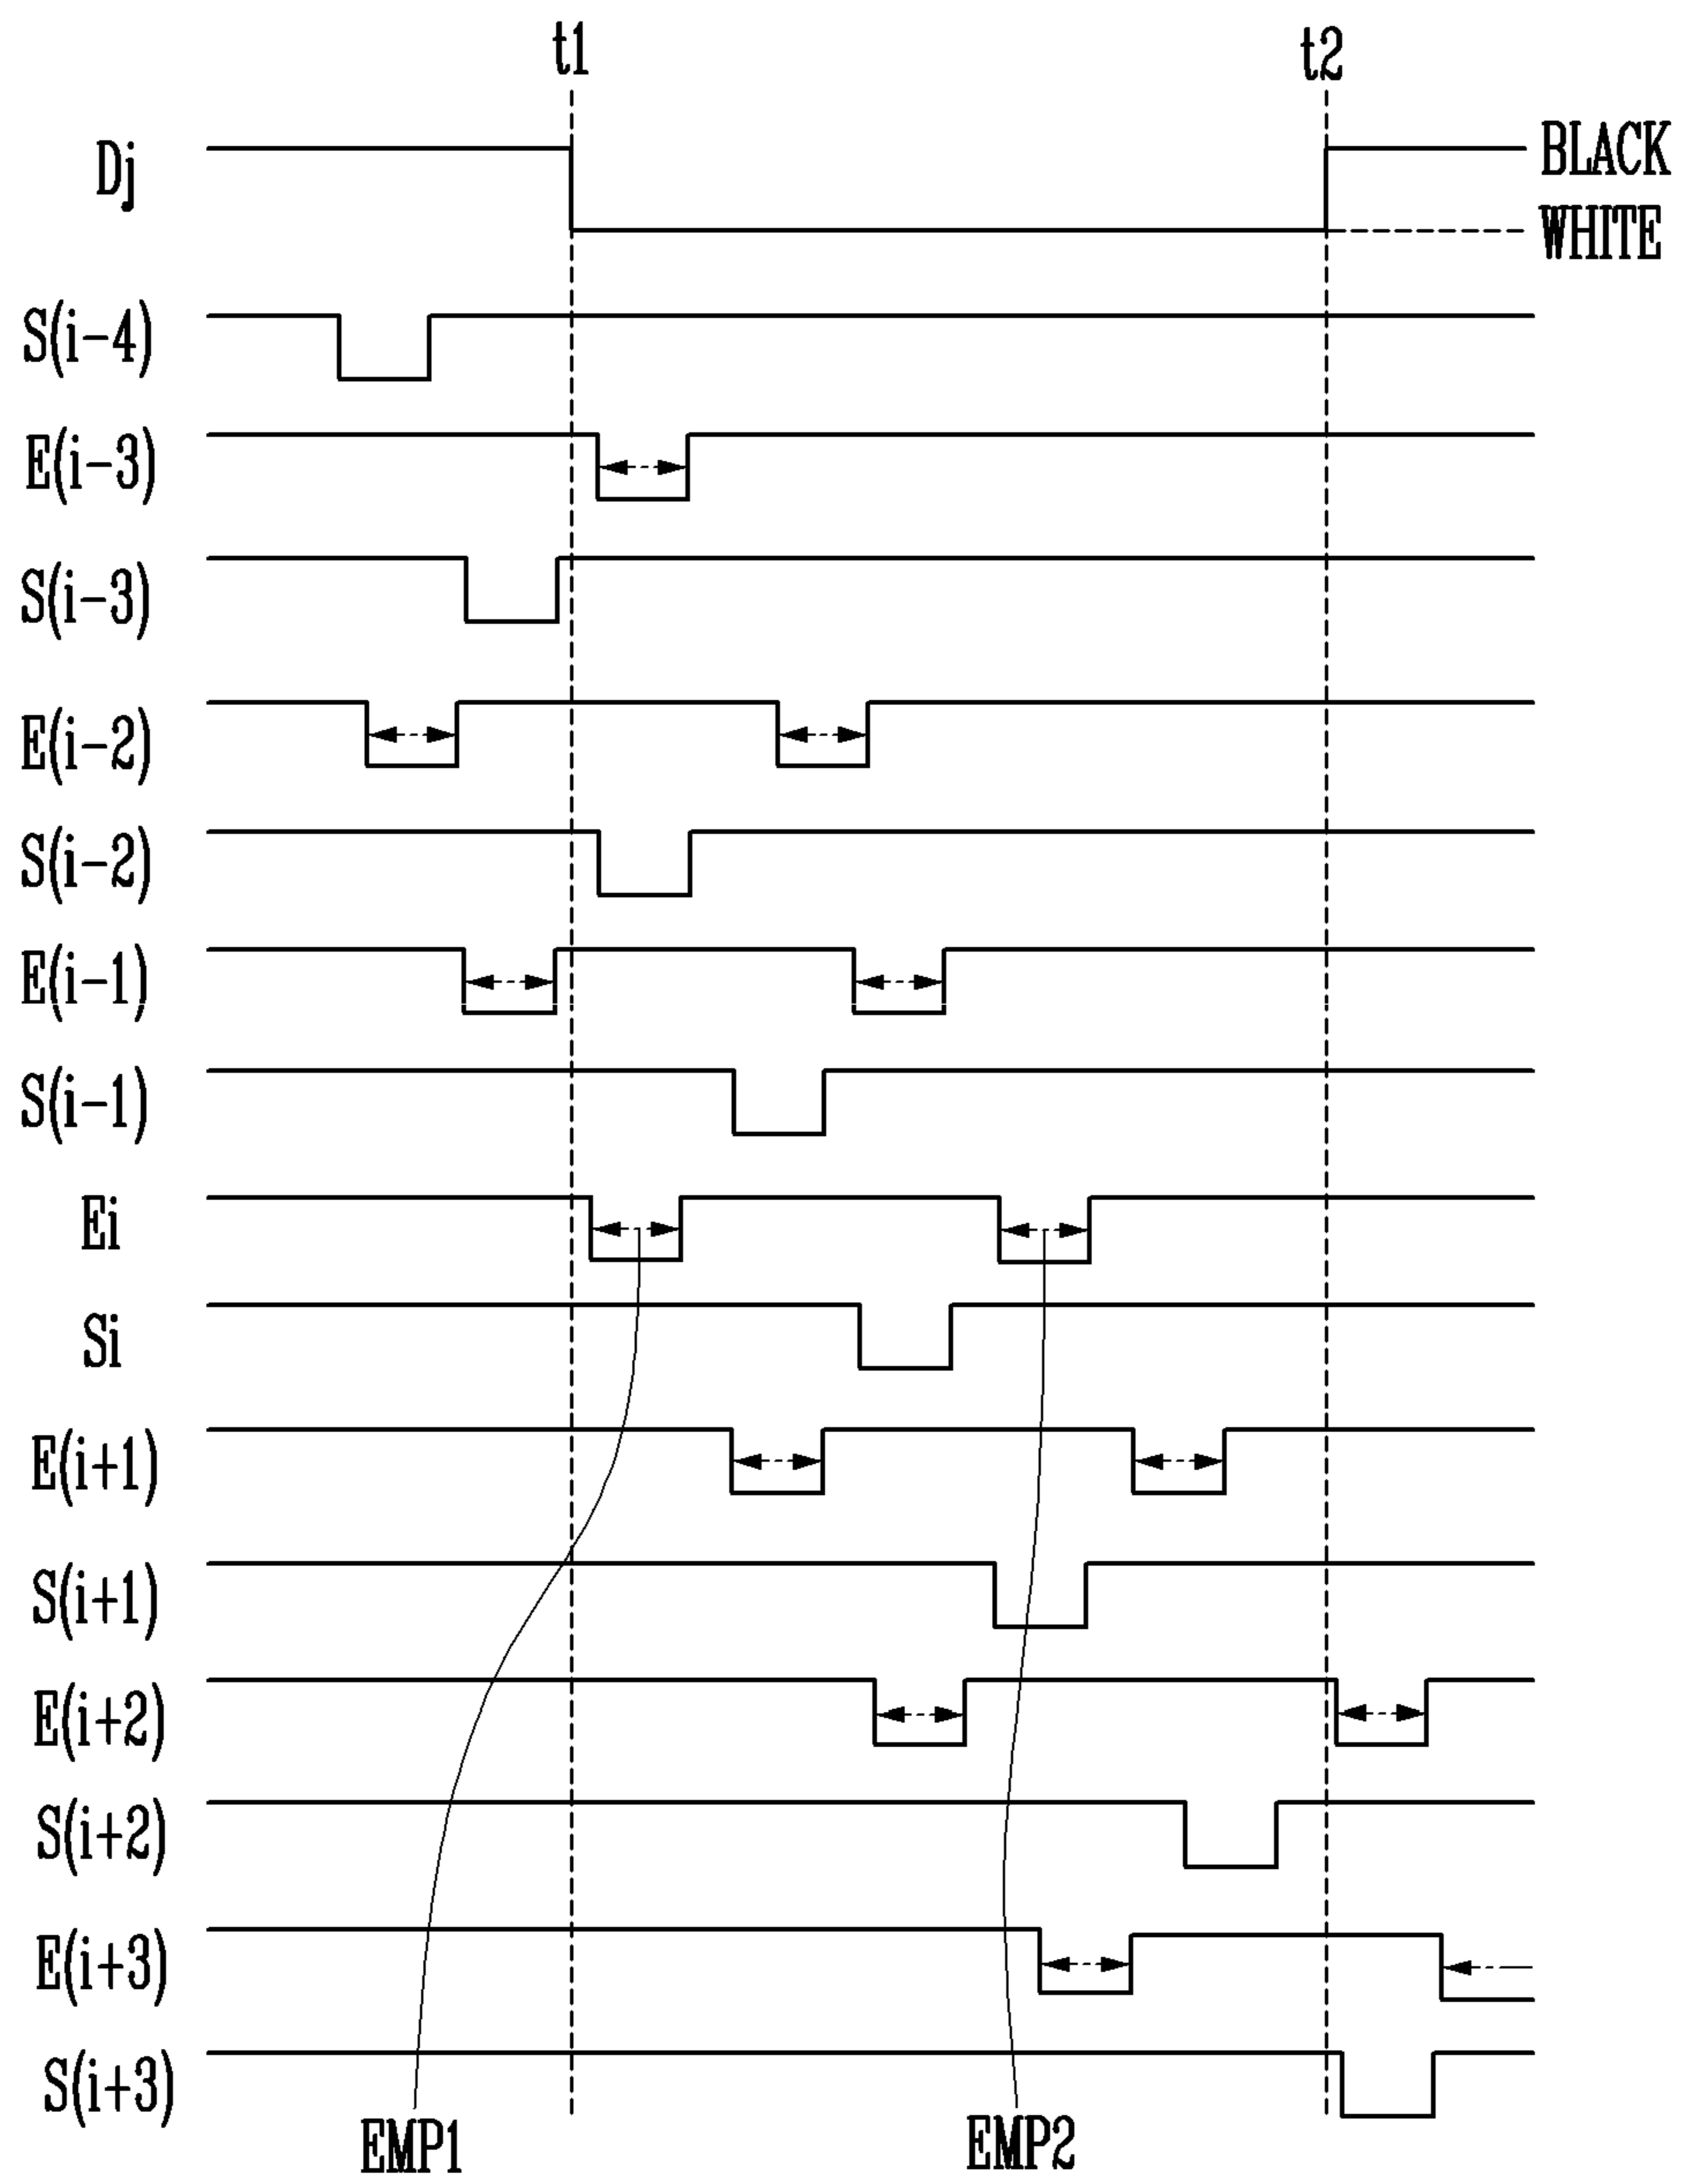 t1 t2
Dj BLACK
WHITE
S(i-4)
E(i-3)
S(i-3)
E(i-2)
S(i-2)
E(i-1)
S(i-1)
Ei
Si
E(i+1)
S(i+1)
E(i+2)
S(i+2)
E(i+3)
S(i+3)
EMP1 EMP2